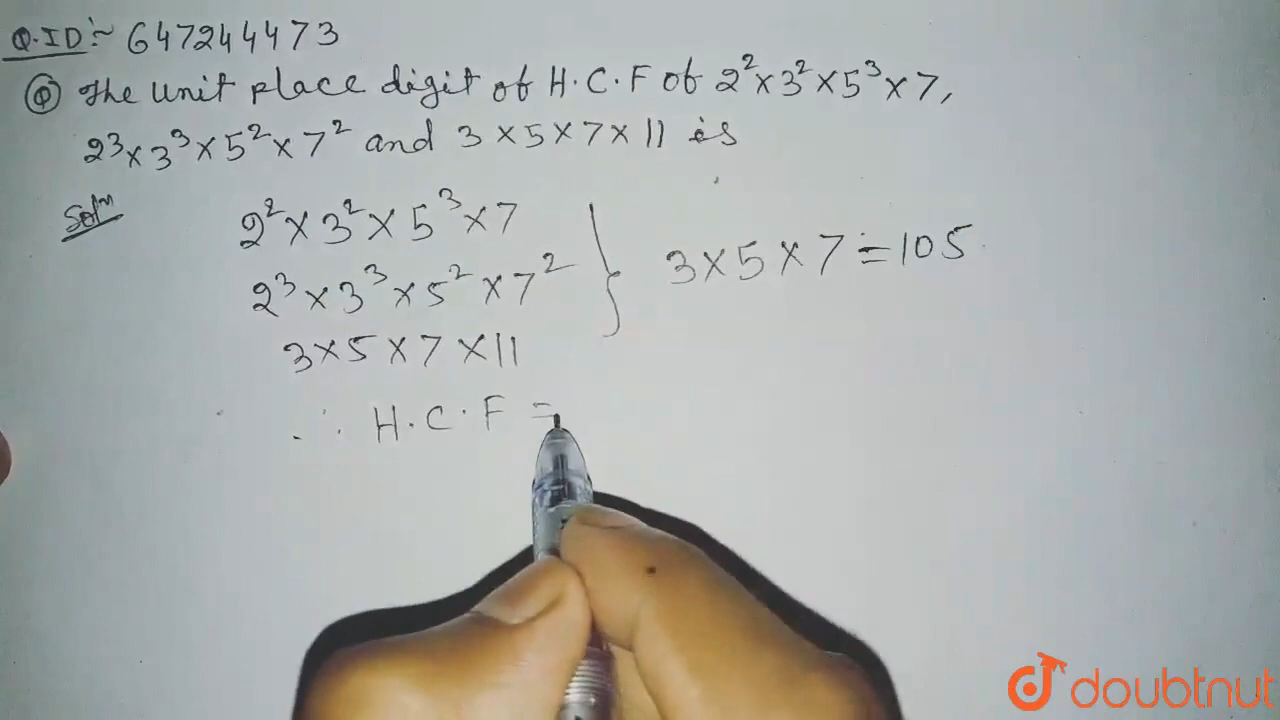 Q.ID:~ 647244473
Q The unit place digit of H.C.F of 2² × 3² × 5³ × 7,
2³ × 3³ × 5² × 7² and 3 × 5 × 7 × 11 is
Solⁿ
2² × 3² × 5³ × 7
2³ × 3³ × 5² × 7² } 3 × 5 × 7 = 105
3 × 5 × 7 × 11
∴ H.C.F =
doubtnut